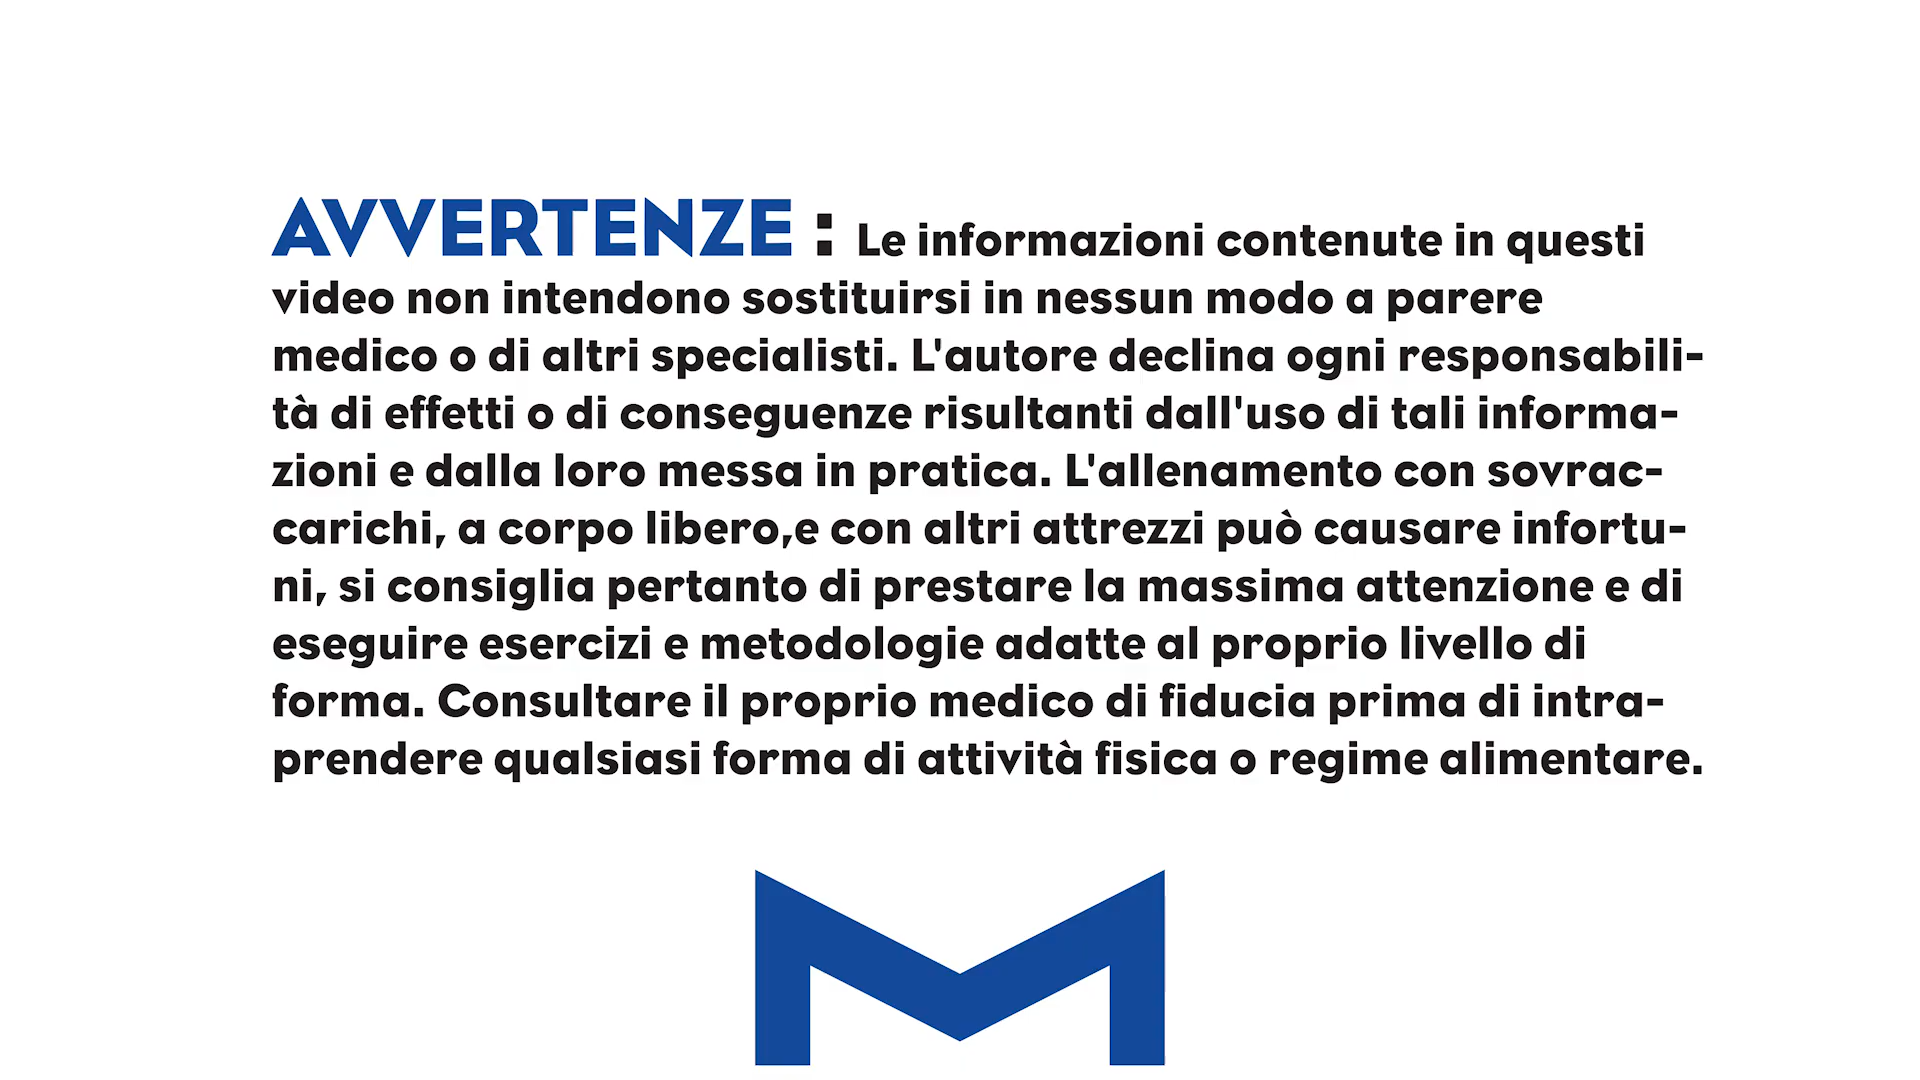 AVVERTENZE : Le informazioni contenute in questi
video non intendono sostituirsi in nessun modo a parere
medico o di altri specialisti. L'autore declina ogni responsabili-
tà di effetti o di conseguenze risultanti dall'uso di tali informa-
zioni e dalla loro messa in pratica. L'allenamento con sovrac-
carichi, a corpo libero,e con altri attrezzi può causare infortu-
ni, si consiglia pertanto di prestare la massima attenzione e di
eseguire esercizi e metodologie adatte al proprio livello di
forma. Consultare il proprio medico di fiducia prima di intra-
prendere qualsiasi forma di attività fisica o regime alimentare.
M